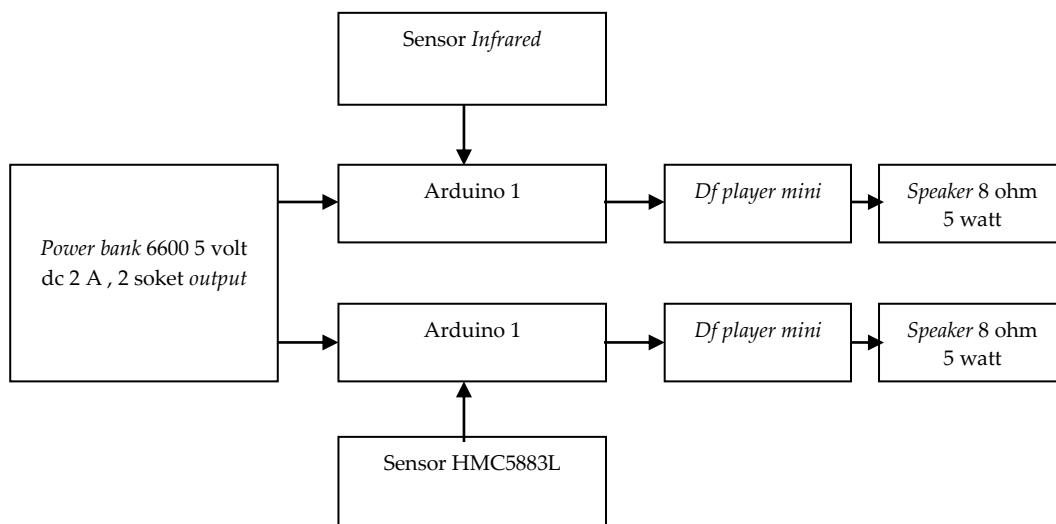 Sensor Infrared
Arduino 1
Df player mini
Speaker 8 ohm
5 watt
Power bank 6600 5 volt
dc 2 A , 2 soket output
Arduino 1
Df player mini
Speaker 8 ohm
5 watt
Sensor HMC5883L